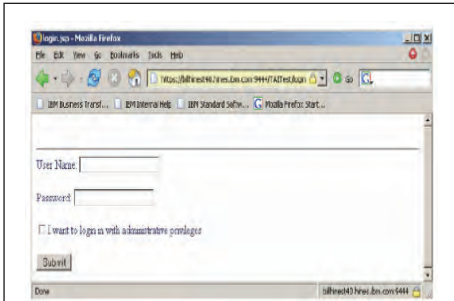 login.jsp - Mozilla Firefox
File Edit View Go Bookmarks Tools Help
Go
IBM Business Transf... IBM Internal Help IBM Standard Softw... Mozilla Firefox Start...
User Name:
Password:
I want to login in with administrative privileges
Submit
Done